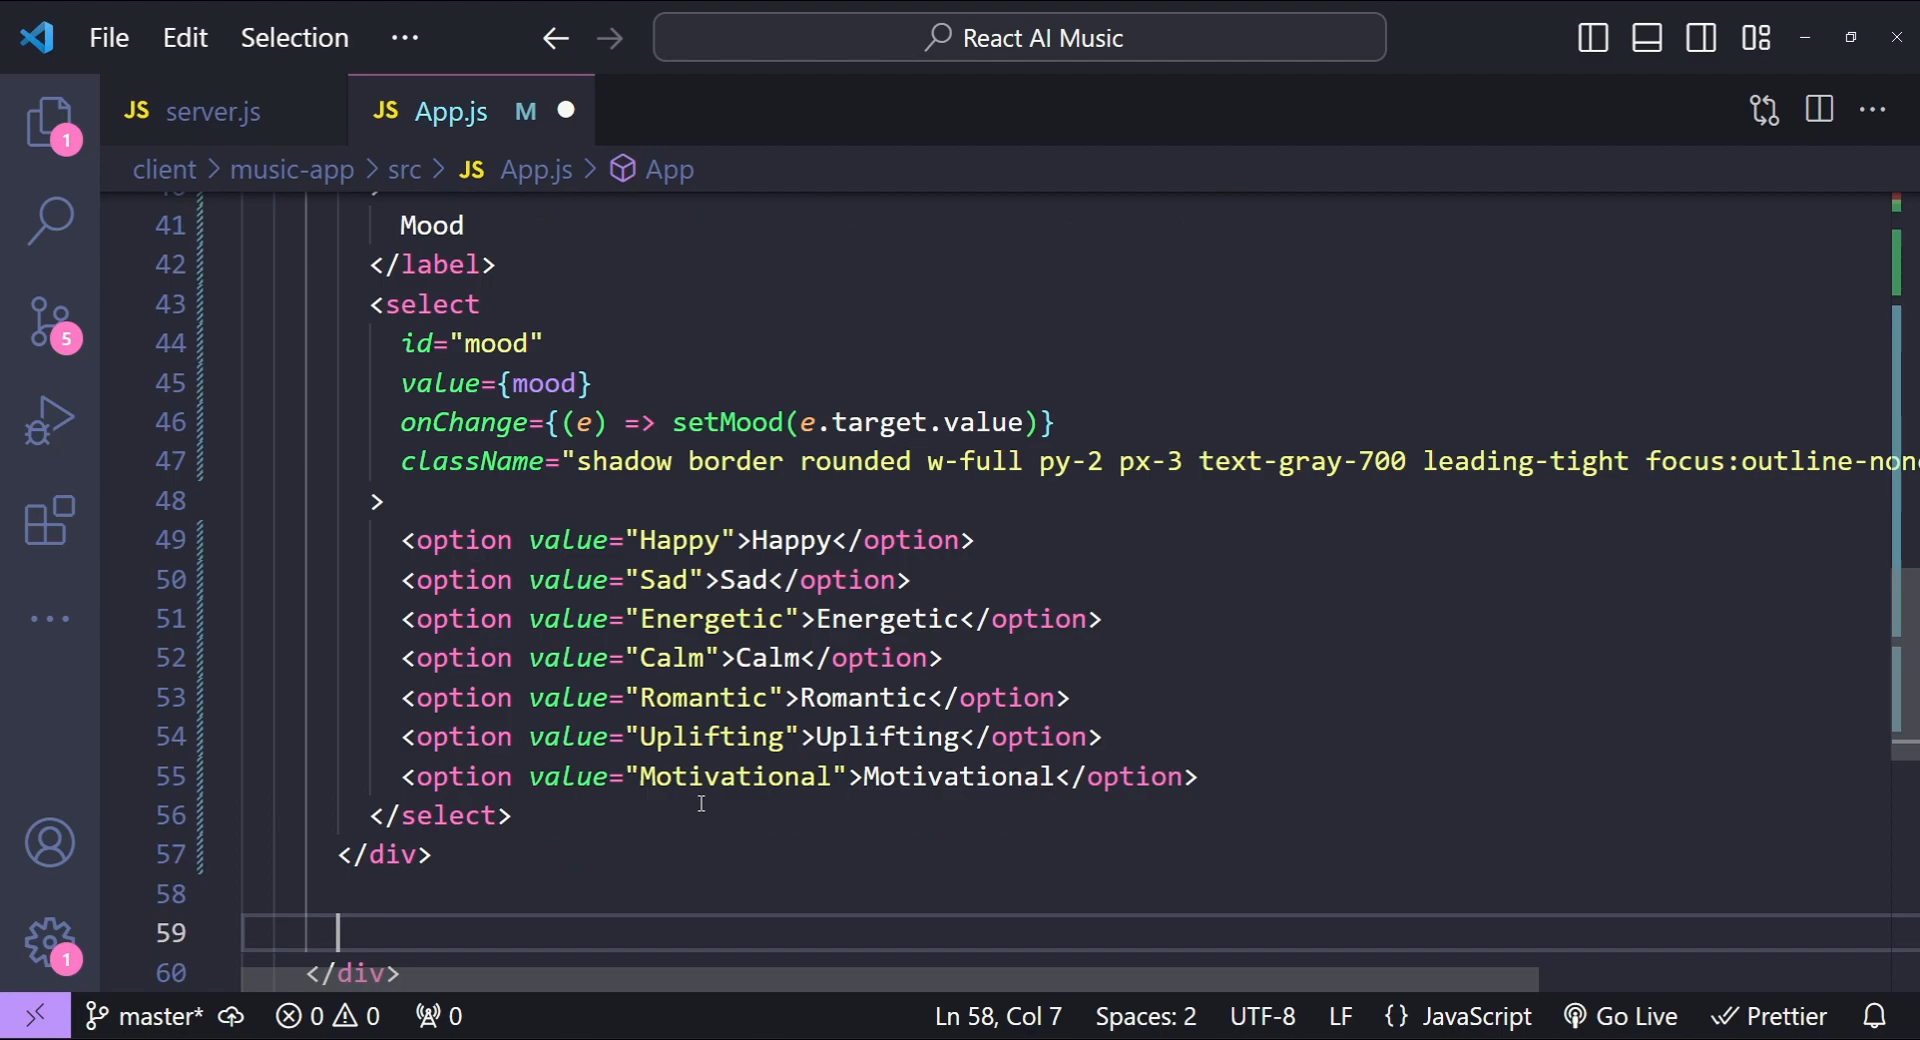 File Edit Selection ··· React AI Music
JS server.js JS App.js M
client > music-app > src > JS App.js > App
41 Mood
42 </label>
43 <select
44 id="mood"
45 value={mood}
46 onChange={(e) => setMood(e.target.value)}
47 className="shadow border rounded w-full py-2 px-3 text-gray-700 leading-tight focus:outline-non
48 >
49 <option value="Happy">Happy</option>
50 <option value="Sad">Sad</option>
51 <option value="Energetic">Energetic</option>
52 <option value="Calm">Calm</option>
53 <option value="Romantic">Romantic</option>
54 <option value="Uplifting">Uplifting</option>
55 <option value="Motivational">Motivational</option>
56 </select>
57 </div>
58
59
60 </div>
1
5
1
master* 0 0 0 Ln 58, Col 7 Spaces: 2 UTF-8 LF {} JavaScript Go Live Prettier